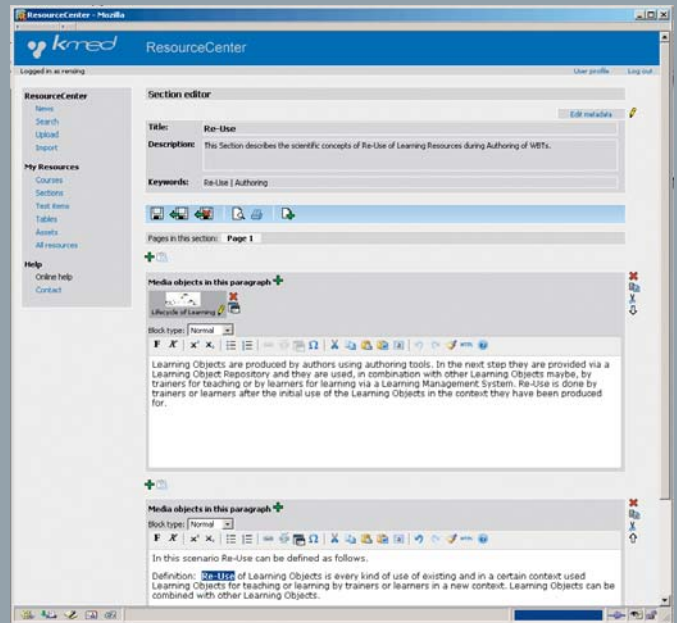 ResourceCenter - Mozilla
kmed
ResourceCenter
Logged in as rensing
User profile
Log out
ResourceCenter
News
Search
Upload
Import
My Resources
Courses
Sections
Test items
Tables
Assets
All resources
Help
Online help
Contact
Section editor
Edit metadata
Title: Re-Use
Description: This Section describes the scientific concepts of Re-Use of Learning Resources during Authoring of WBTs.
Keywords: Re-Use | Authoring
Pages in this section: Page 1
Media objects in this paragraph
Lifecycle of Learning
Block type: Normal
F K x² x₂ Ω HTML
Learning Objects are produced by authors using authoring tools. In the next step they are provided via a
Learning Object Repository and they are used, in combination with other Learning Objects maybe, by
trainers for teaching or by learners for learning via a Learning Management System. Re-Use is done by
trainers or learners after the initial use of the Learning Objects in the context they have been produced
for.
Media objects in this paragraph
Block type: Normal
F K x² x₂ Ω HTML
In this scenario Re-Use can be defined as follows.
Definition: Re-Use of Learning Objects is every kind of use of existing and in a certain context used
Learning Objects for teaching or learning by trainers or learners in a new context. Learning Objects can be
combined with other Learning Objects.